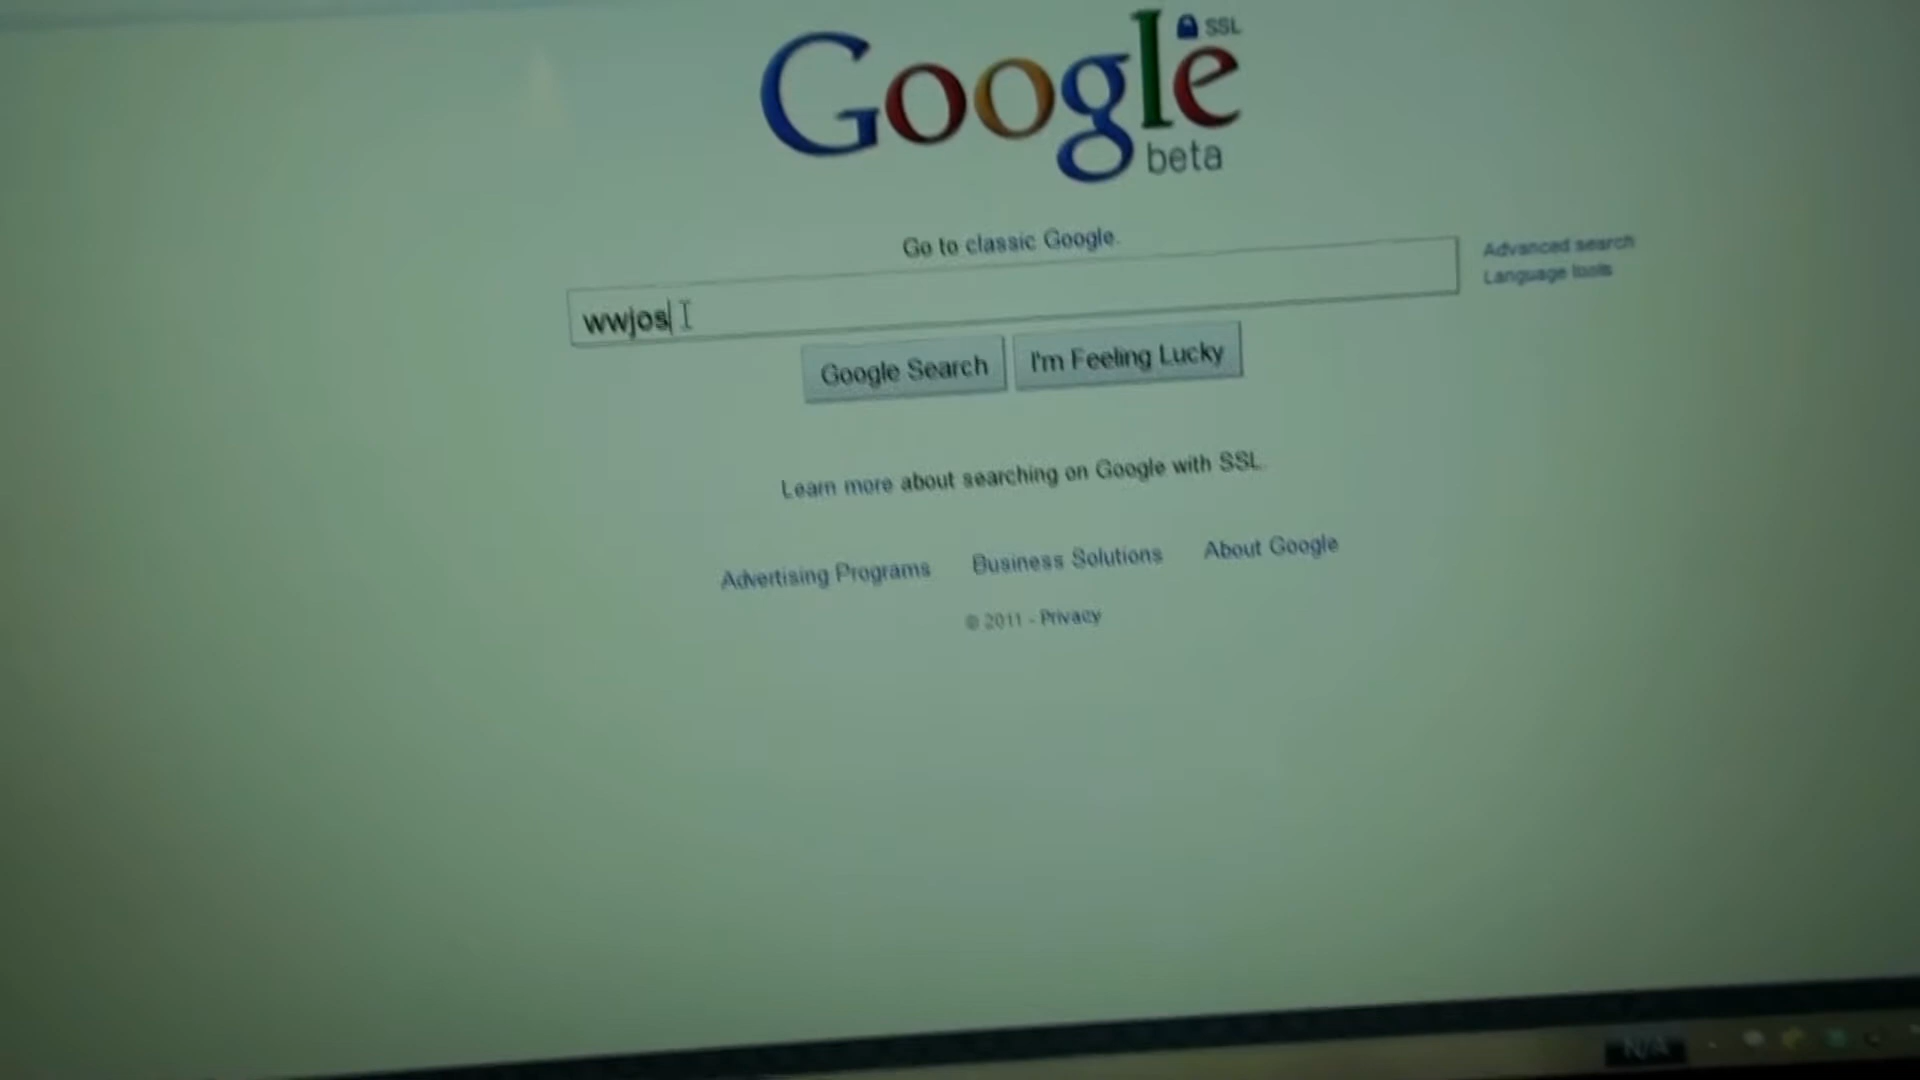 Google
SSL
beta
Go to classic Google.
wwjos
Advanced search
Language tools
Google Search
I'm Feeling Lucky
Learn more about searching on Google with SSL.
Advertising Programs
Business Solutions
About Google
© 2011 - Privacy
N/A